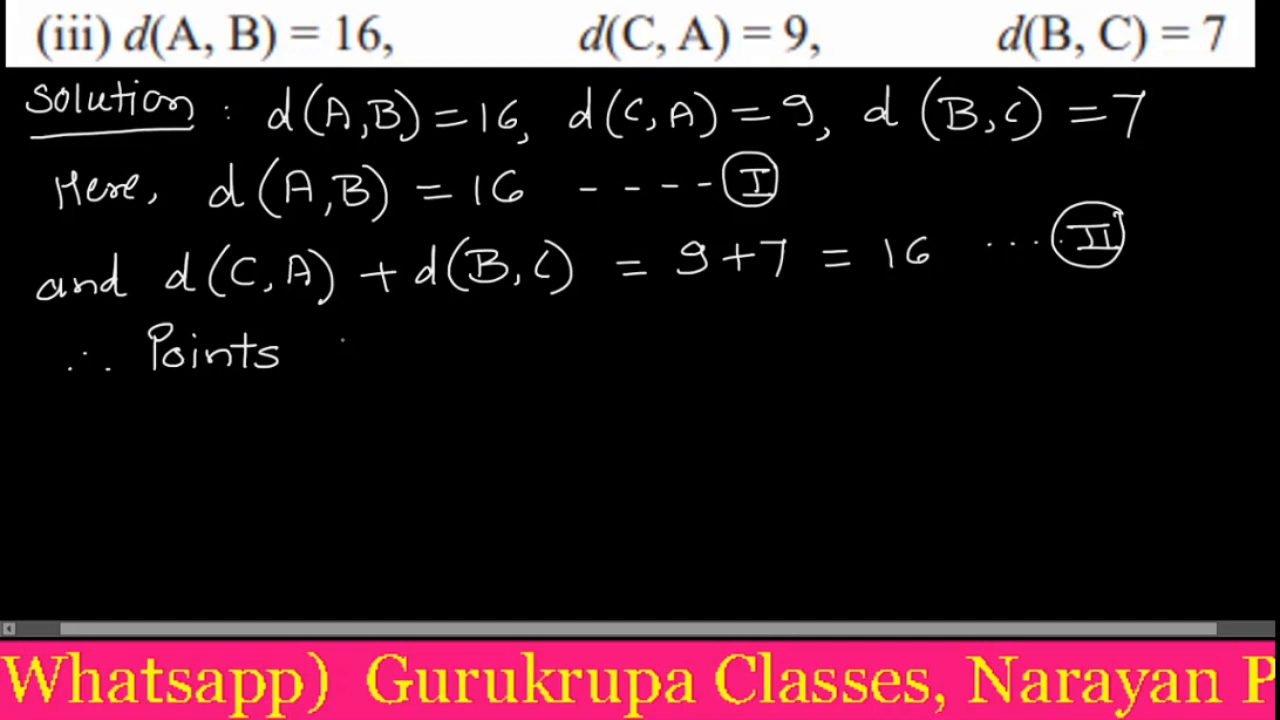 (iii) d(A, B) = 16, d(C, A) = 9, d(B, C) = 7
Solution : d(A,B) = 16, d(C, A) = 9, d(B, C) = 7
Here, d(A,B) = 16 ---- I
and d(C, A) + d(B, C) = 9+7 = 16 .... II
∴ Points
Whatsapp) Gurukrupa Classes, Narayan P